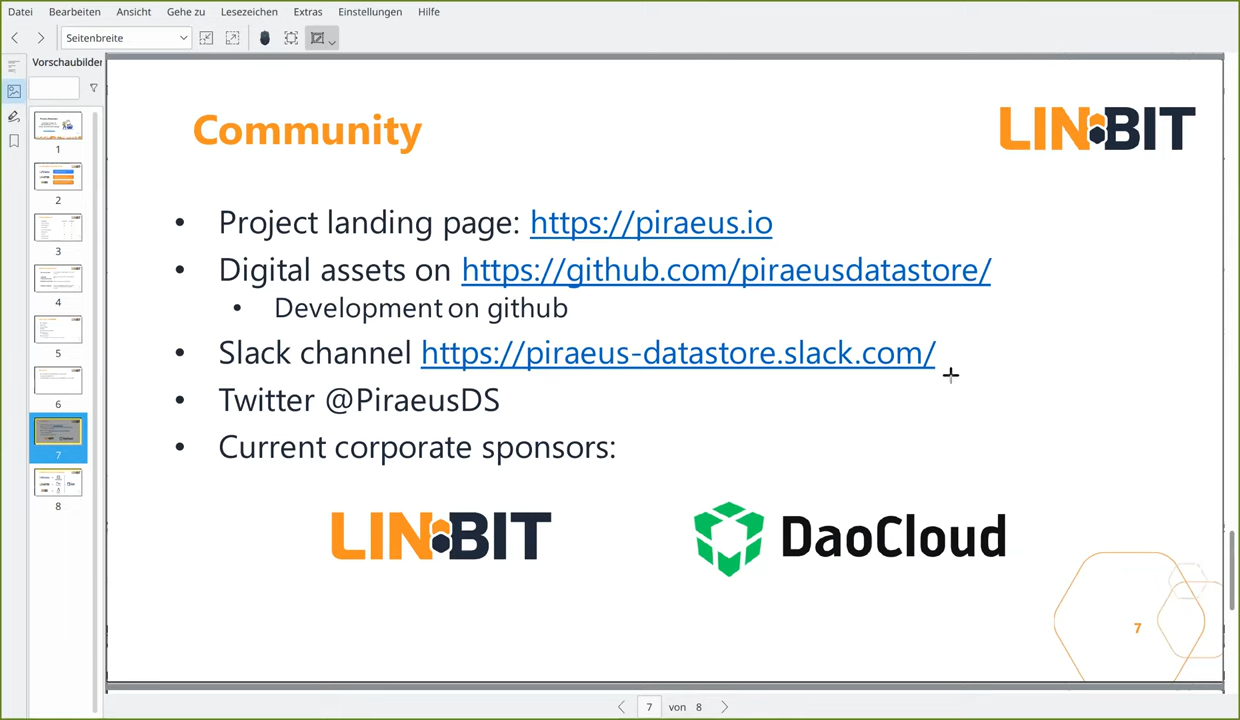 Datei Bearbeiten Ansicht Gehe zu Lesezeichen Extras Einstellungen Hilfe
Seitenbreite
Vorschaubilder
1
2
3
4
5
6
7
8
Community
LINBIT
• Project landing page: https://piraeus.io
• Digital assets on https://github.com/piraeusdatastore/
• Development on github
• Slack channel https://piraeus-datastore.slack.com/
• Twitter @PiraeusDS
• Current corporate sponsors:
LINBIT DaoCloud
7
7 von 8